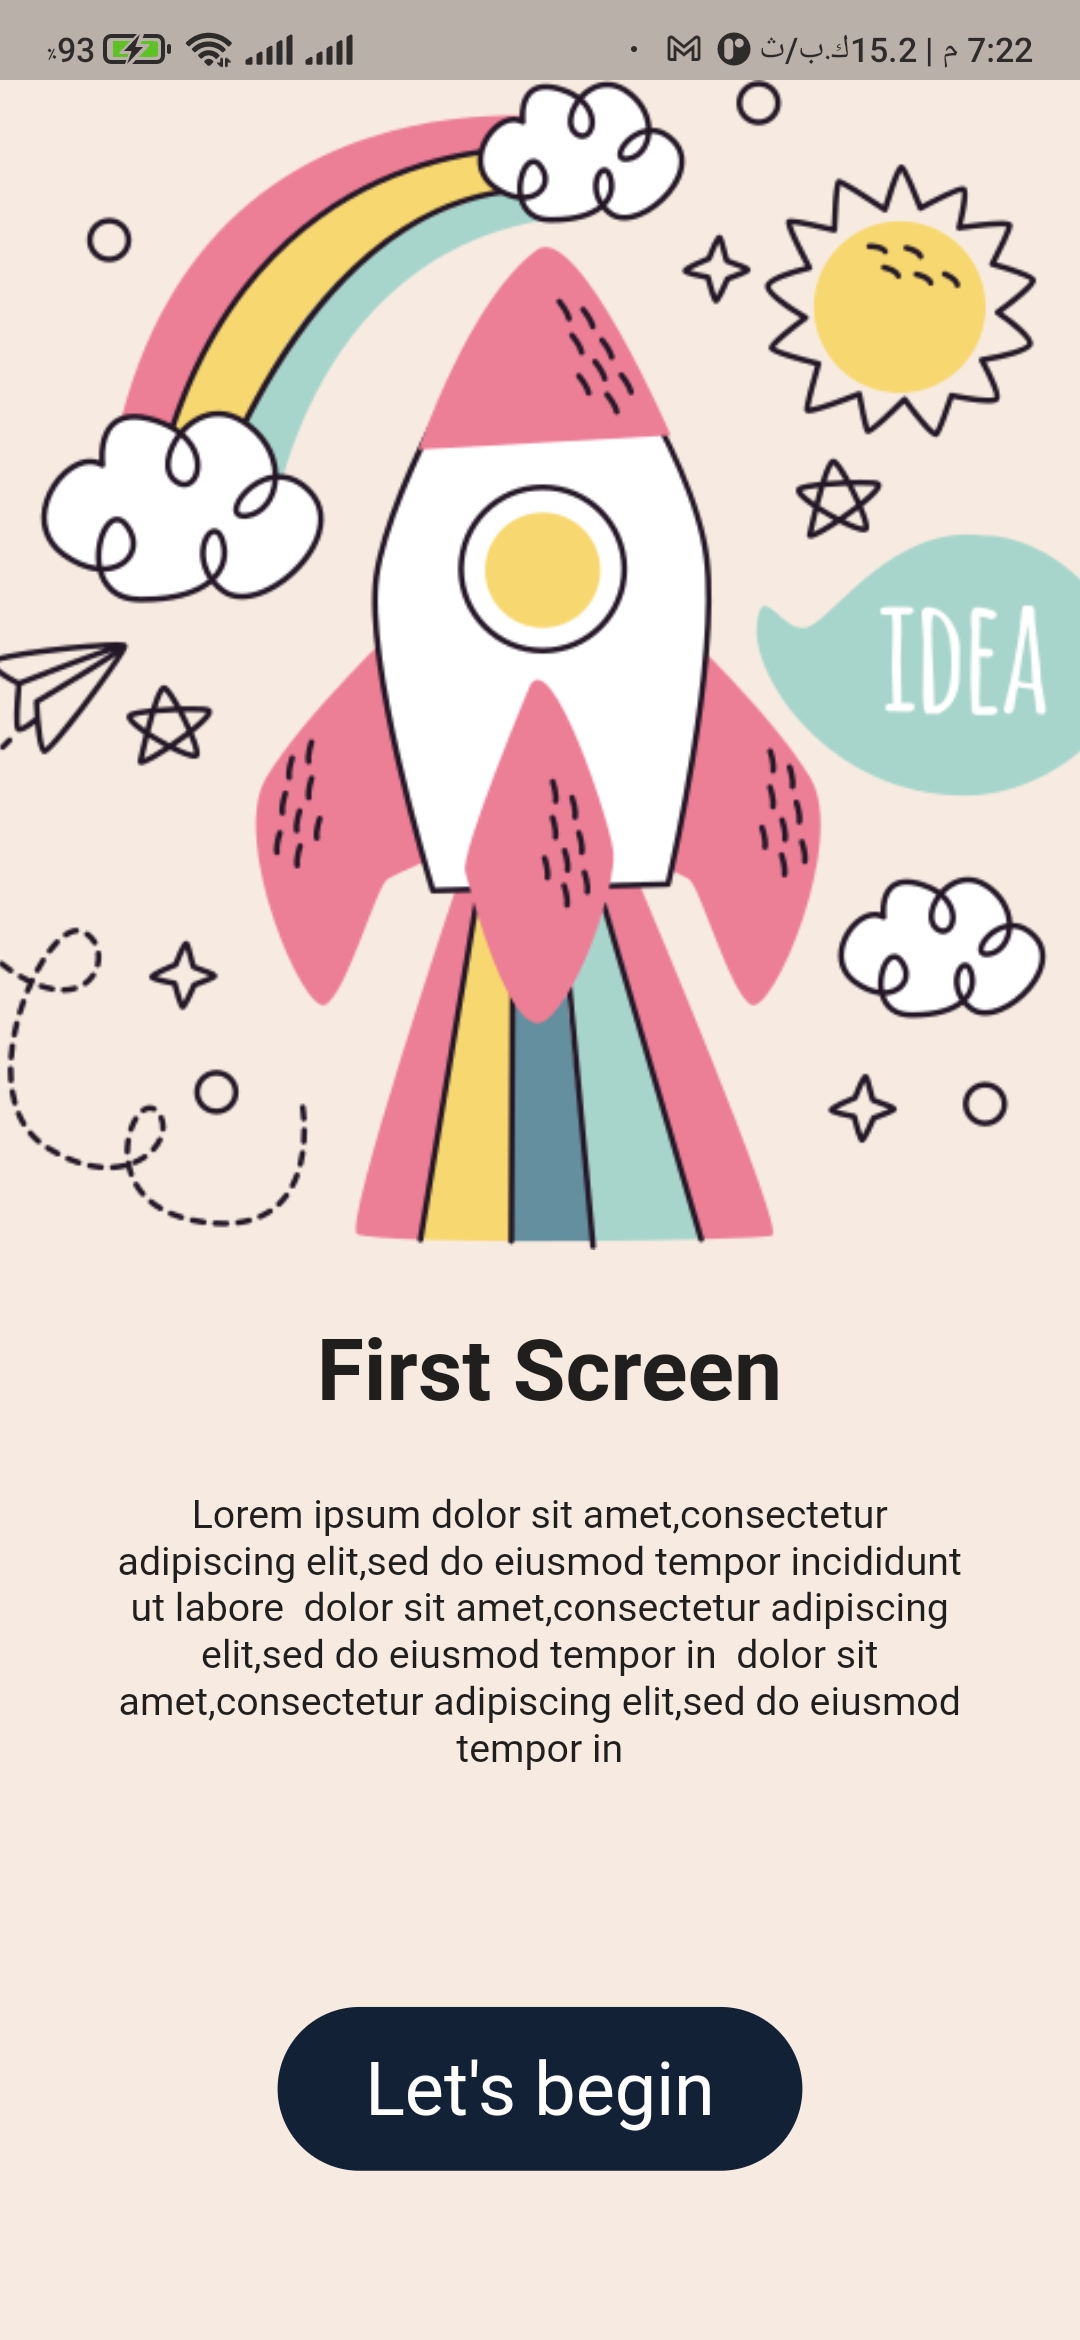 7:22 م | 15.2ك.ب/ث
93٪
IDEA
First Screen
Lorem ipsum dolor sit amet,consectetur
adipiscing elit,sed do eiusmod tempor incididunt
ut labore  dolor sit amet,consectetur adipiscing
elit,sed do eiusmod tempor in  dolor sit
amet,consectetur adipiscing elit,sed do eiusmod
tempor in
Let's begin